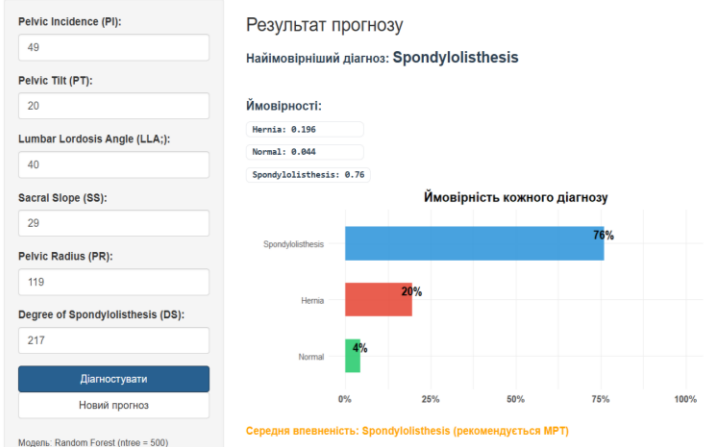 Pelvic Incidence (PI):
49
Pelvic Tilt (PT):
20
Lumbar Lordosis Angle (LLA;):
40
Sacral Slope (SS):
29
Pelvic Radius (PR):
119
Degree of Spondylolisthesis (DS):
217
Діагностувати
Новий прогноз
Модель: Random Forest (ntree = 500)
Результат прогнозу
Найімовірніший діагноз: Spondylolisthesis
Ймовірності:
Hernia: 0.196
Normal: 0.044
Spondylolisthesis: 0.76
Ймовірність кожного діагнозу
Spondylolisthesis 76%
Hernia 20%
Normal 4%
0% 25% 50% 75% 100%
Середня впевненість: Spondylolisthesis (рекомендується МРТ)